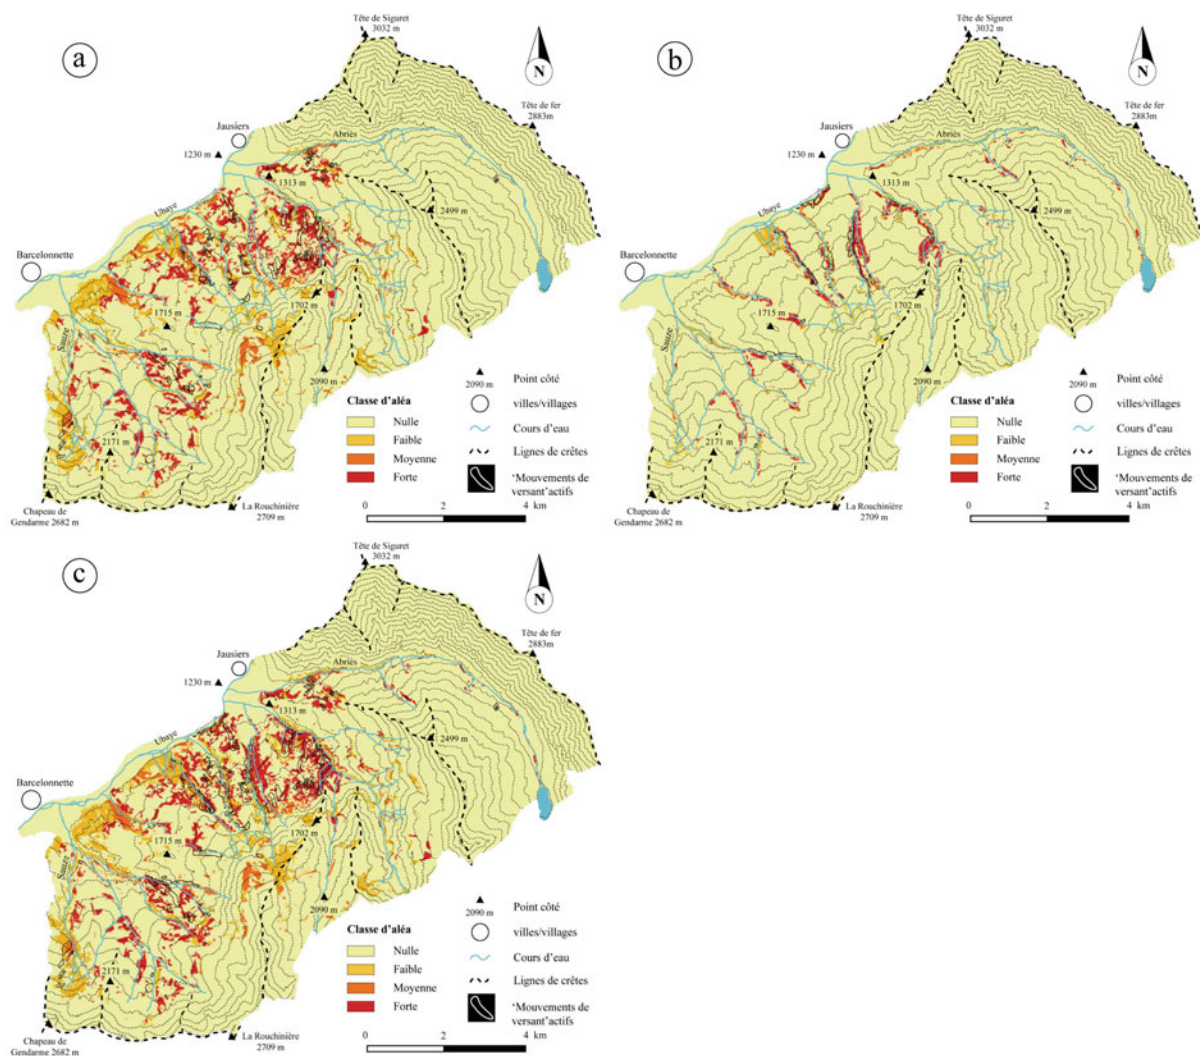 a
Tête de Siguret
3032 m
N
Tête de fer
2883m
Jausiers
1230 m
Abriès
1313 m
2499 m
Ubaye
Barcelonnette
1702 m
1715 m
Sauze
2090 m
2171 m
Chapeau de
Gendarme 2682 m
La Rouchinière
2709 m
Classe d'aléa
Nulle
Faible
Moyenne
Forte
2090 m
Point côté
villes/villages
Cours d'eau
Lignes de crêtes
'Mouvements de
versant'actifs
0 2 4 km
b
Tête de Siguret
3032 m
N
Tête de fer
2883m
Jausiers
1230 m
Abriès
1313 m
2499 m
Ubaye
Barcelonnette
1702 m
1715 m
Sauze
2090 m
2171 m
Chapeau du
Gendarme 2682 m
La Rouchinière
2709 m
Classe d'aléa
Nulle
Faible
Moyenne
Forte
2090 m
Point côté
villes/villages
Cours d'eau
Lignes de crêtes
'Mouvements de
versant'actifs
0 2 4 km
c
Tête de Siguret
3032 m
N
Tête de fer
2883m
Jausiers
1230 m
Abriès
1313 m
2499 m
Ubaye
Barcelonnette
1702 m
1715 m
Sauze
2090 m
2171 m
Chapeau de
Gendarme 2682 m
La Rouchinière
2709 m
Classe d'aléa
Nulle
Faible
Moyenne
Forte
2090 m
Point côté
villes/villages
Cours d'eau
Lignes de crêtes
'Mouvements de
versant'actifs
0 2 4 km